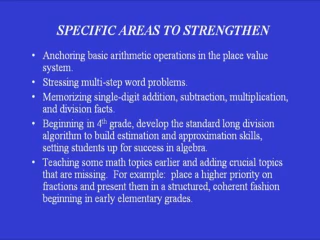 SPECIFIC AREAS TO STRENGTHEN
• Anchoring basic arithmetic operations in the place value
system.
• Stressing multi-step word problems.
• Memorizing single-digit addition, subtraction, multiplication,
and division facts.
• Beginning in 4th grade, develop the standard long division
algorithm to build estimation and approximation skills,
setting students up for success in algebra.
• Teaching some math topics earlier and adding crucial topics
that are missing. For example: place a higher priority on
fractions and present them in a structured, coherent fashion
beginning in early elementary grades.